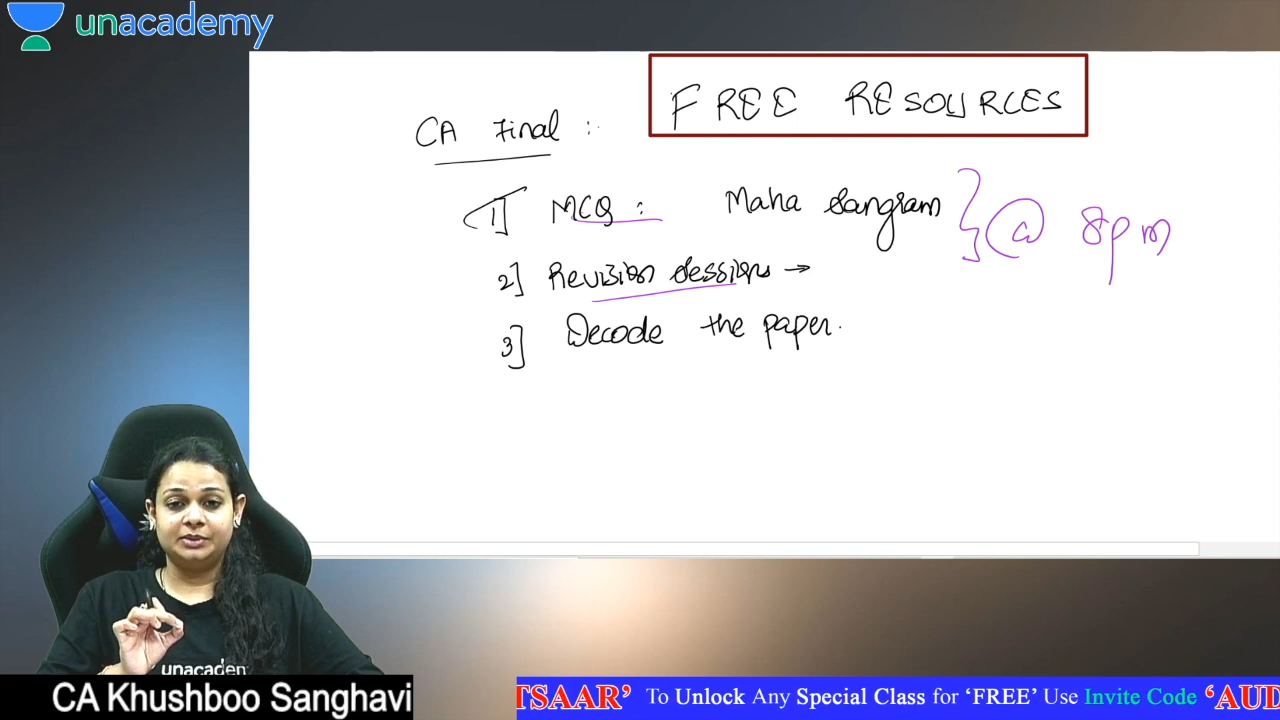 unacademy
FREE RESOURCES
CA Final :
1] MCQ : Maha Sangram @ 8pm
2] Revision sessions →
3] Decode the paper.
unacadem
CA Khushboo Sanghavi
TSAAR’ To Unlock Any Special Class for ‘FREE’ Use Invite Code ‘AUD